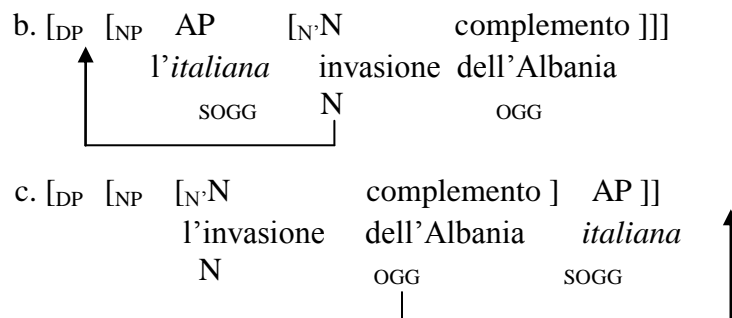 b. [DP [NP AP [N'N complemento ]]]
l'italiana invasione dell'Albania
SOGG N OGG
c. [DP [NP [N'N complemento ] AP ]]
l'invasione dell'Albania italiana
N OGG SOGG